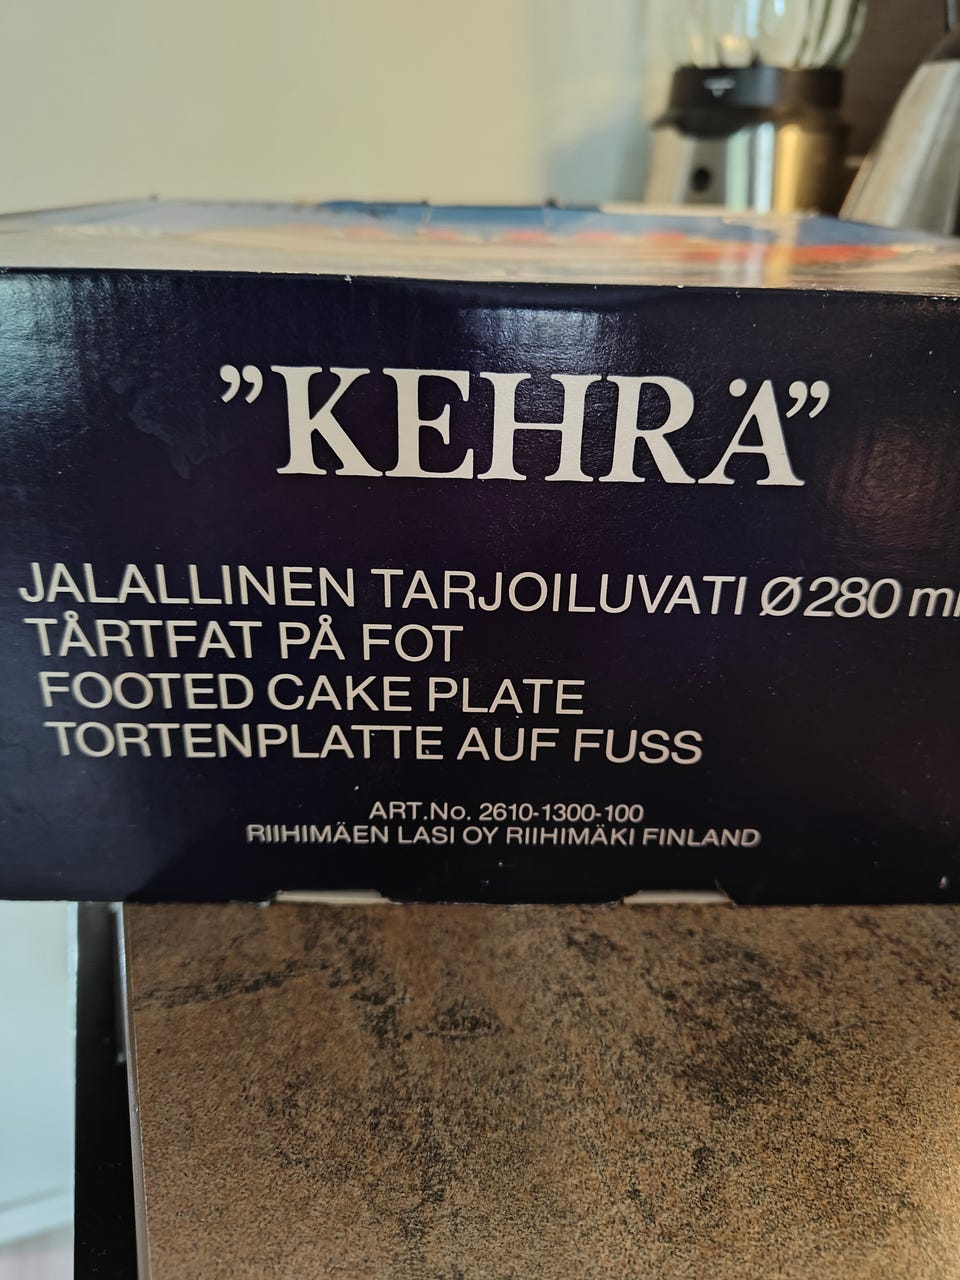 ”KEHRÄ”
JALALLINEN TARJOILUVATI Ø 280
TÅRTFAT PÅ FOT
FOOTED CAKE PLATE
TORTENPLATTE AUF FUSS
ART.No. 2610-1300-100
RIIHIMÄEN LASI OY RIIHIMÄKI FINLAND